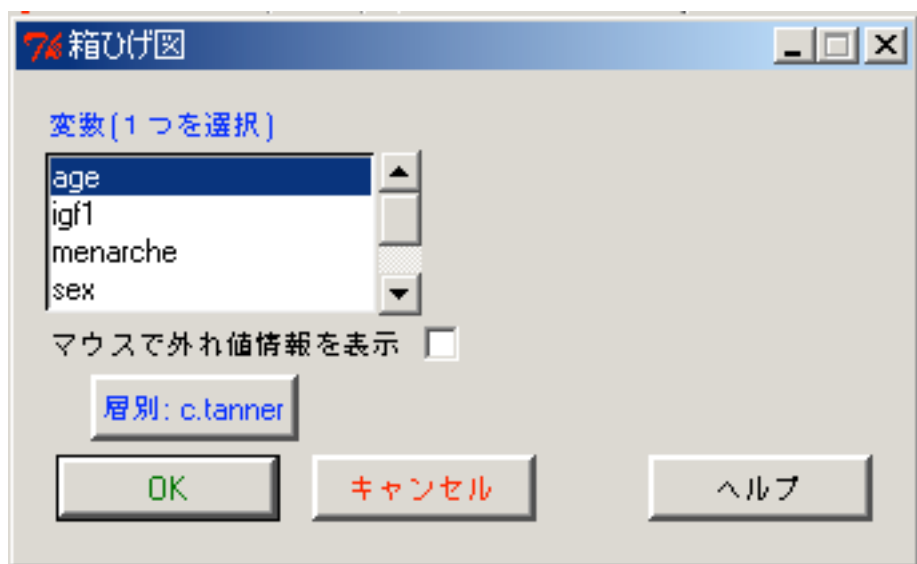 箱ひげ図
変数(1つを選択)
age
igf1
menarche
sex
マウスで外れ値情報を表示
層別: c.tanner
OK キャンセル ヘルプ